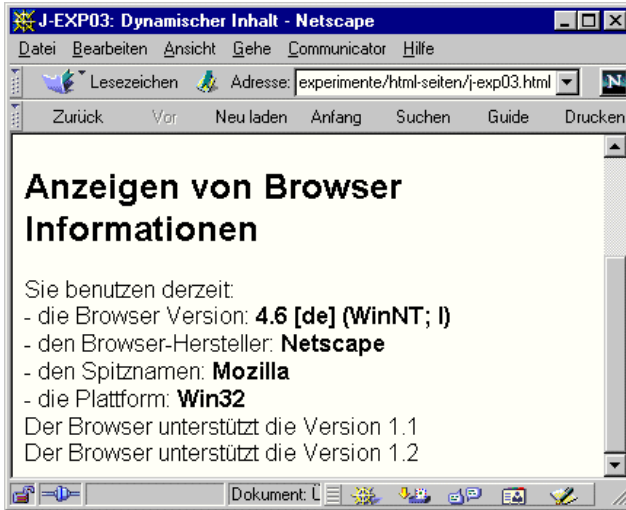 J-EXP03: Dynamischer Inhalt - Netscape
Datei Bearbeiten Ansicht Gehe Communicator Hilfe
Lesezeichen Adresse: experimente/html-seiten/j-exp03.html N
Zurück Vor Neu laden Anfang Suchen Guide Drucken
Anzeigen von Browser
Informationen
Sie benutzen derzeit:
- die Browser Version: 4.6 [de] (WinNT; I)
- den Browser-Hersteller: Netscape
- den Spitznamen: Mozilla
- die Plattform: Win32
Der Browser unterstützt die Version 1.1
Der Browser unterstützt die Version 1.2
Dokument: Ü